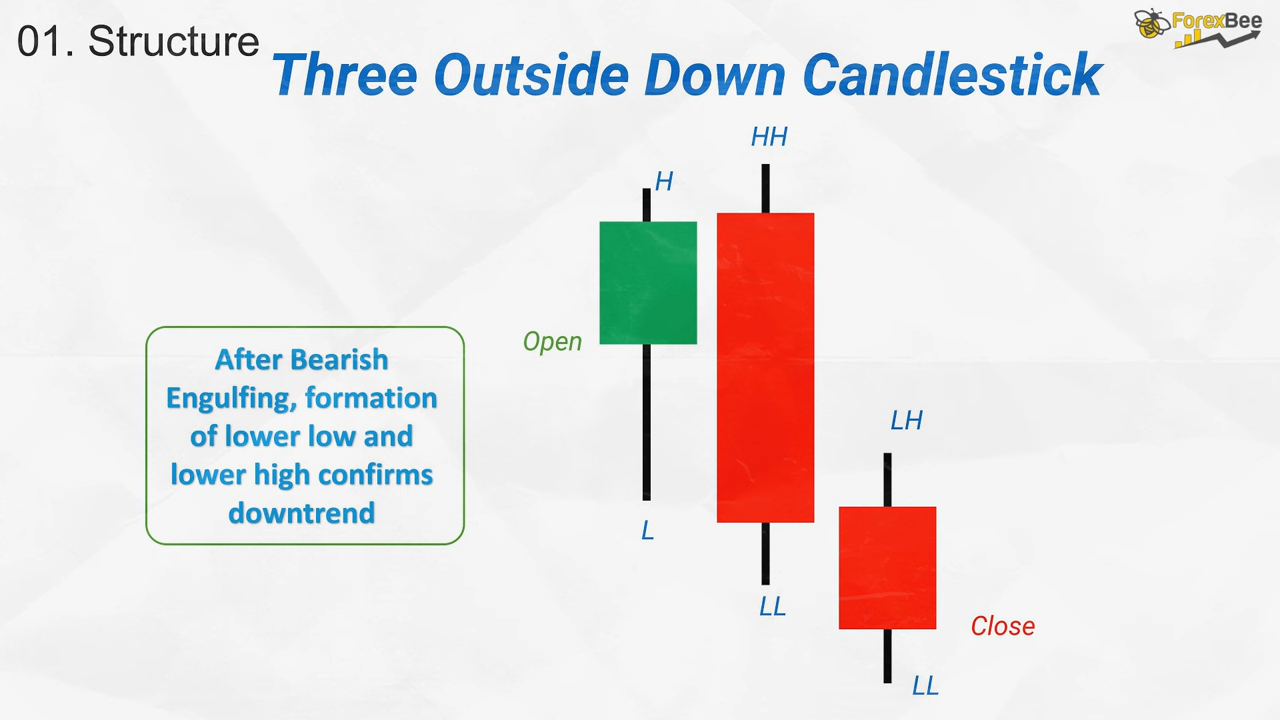 01. Structure
ForexBee
Three Outside Down Candlestick
HH
H
Open
After Bearish
Engulfing, formation
of lower low and
lower high confirms
downtrend
LH
L
LL
Close
LL